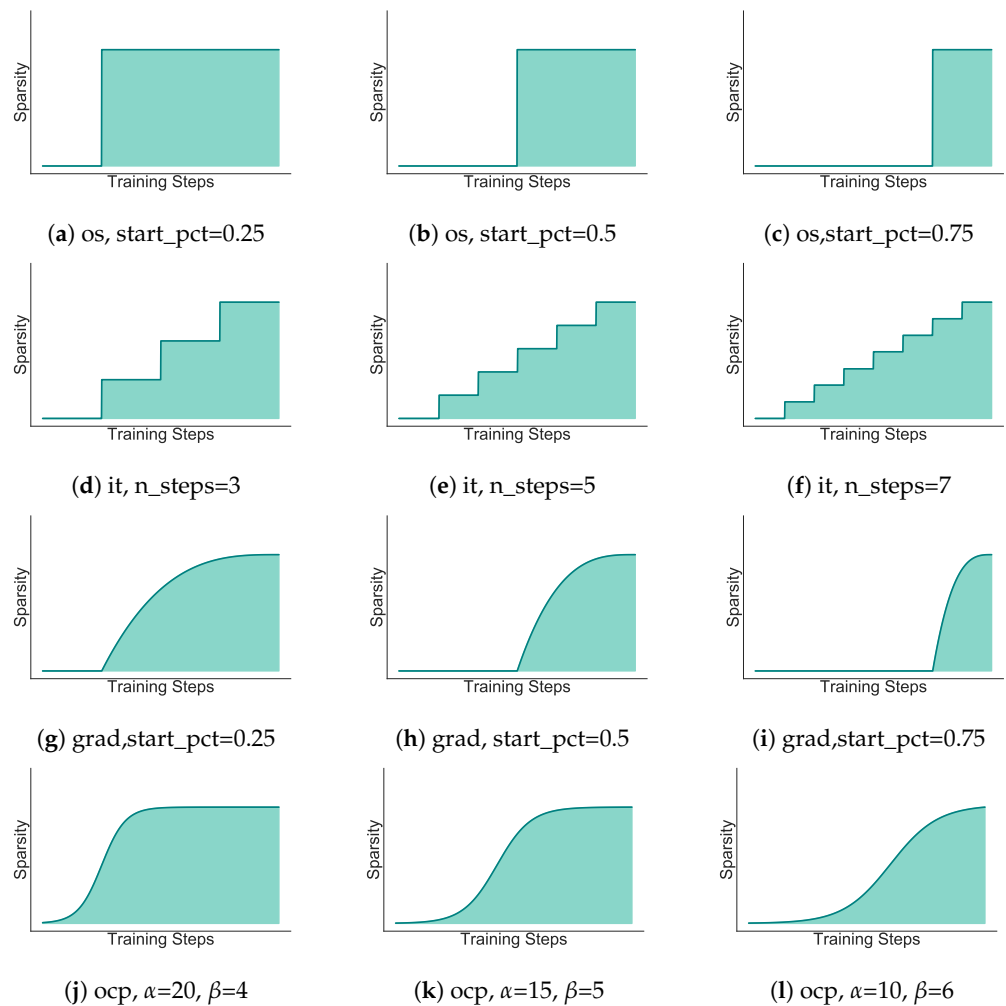 Sparsity
Training Steps
(a) os, start_pct=0.25
Sparsity
Training Steps
(b) os, start_pct=0.5
Sparsity
Training Steps
(c) os,start_pct=0.75
Sparsity
Training Steps
(d) it, n_steps=3
Sparsity
Training Steps
(e) it, n_steps=5
Sparsity
Training Steps
(f) it, n_steps=7
Sparsity
Training Steps
(g) grad,start_pct=0.25
Sparsity
Training Steps
(h) grad, start_pct=0.5
Sparsity
Training Steps
(i) grad,start_pct=0.75
Sparsity
Training Steps
(j) ocp, α=20, β=4
Sparsity
Training Steps
(k) ocp, α=15, β=5
Sparsity
Training Steps
(l) ocp, α=10, β=6